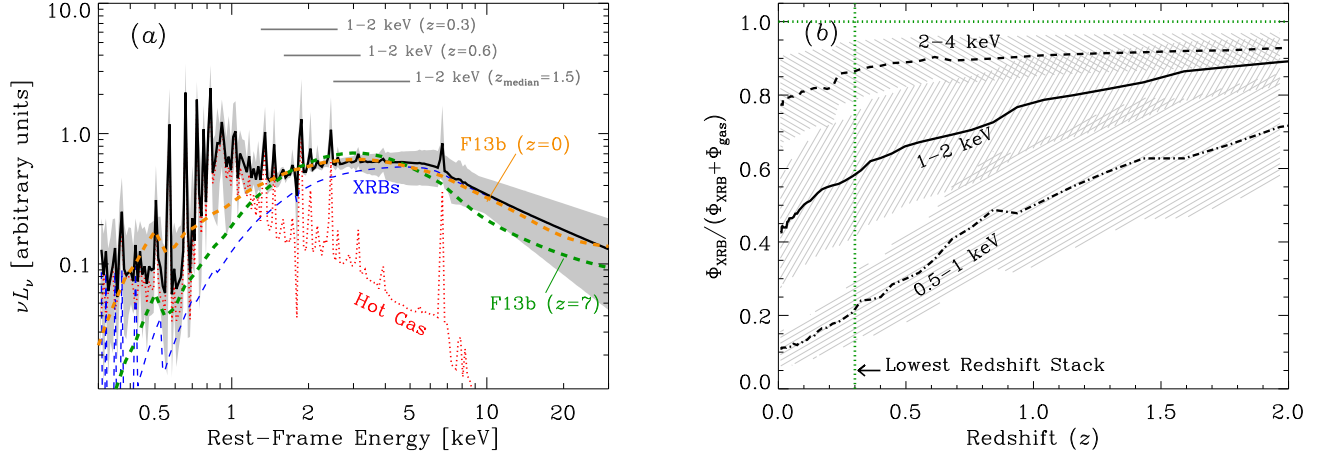 (a)
1−2 keV (z=0.3)
1−2 keV (z=0.6)
1−2 keV (z_median=1.5)
F13b (z=0)
XRBs
Hot Gas
F13b (z=7)
10.0
1.0
0.1
νL_ν [arbitrary units]
0.5 1 2 5 10 20
Rest−Frame Energy [keV]
(b)
2−4 keV
1−2 keV
0.5−1 keV
Lowest Redshift Stack
1.0
0.8
0.6
0.4
0.2
0.0
Φ_XRB/(Φ_XRB+Φ_gas)
0.0 0.5 1.0 1.5 2.0
Redshift (z)